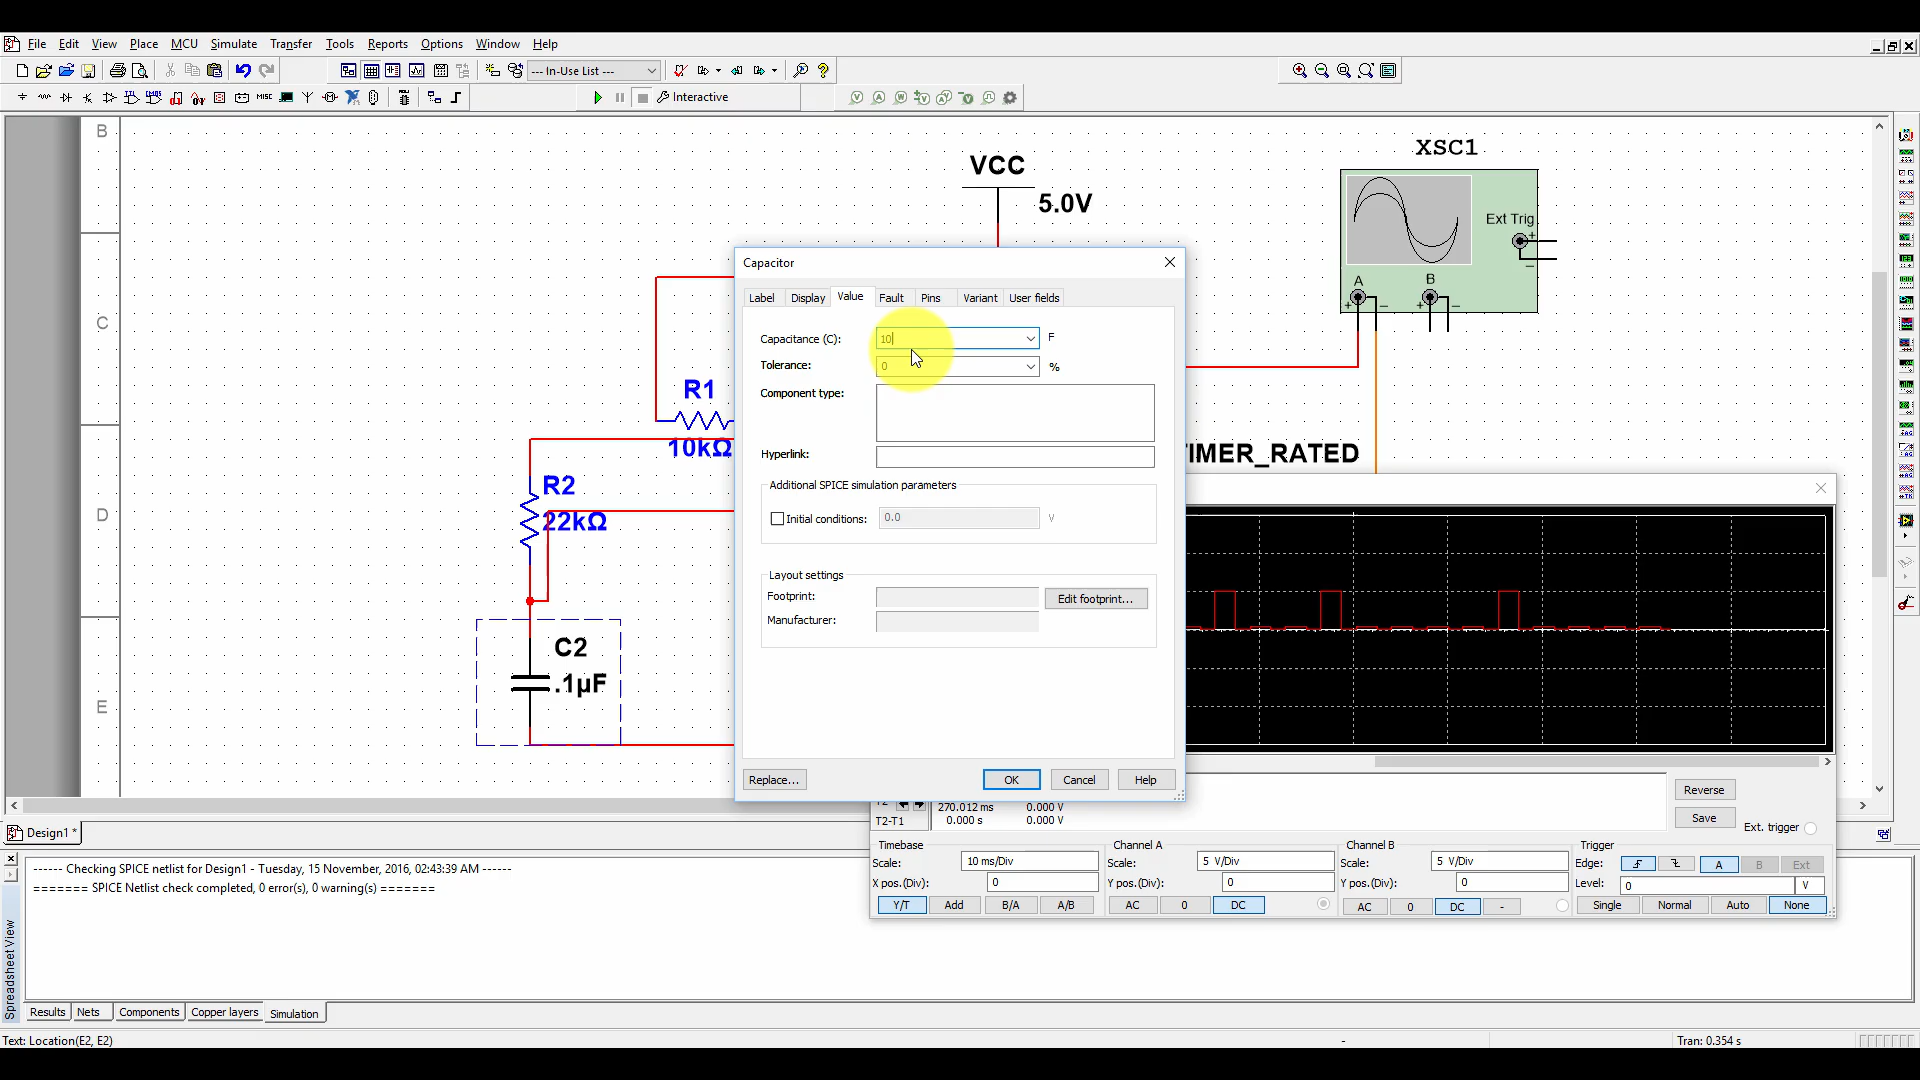 File Edit View Place MCU Simulate Transfer Tools Reports Options Window Help
--- In-Use List ---
MISC
Interactive
B
C
D
E
VCC
5.0V
XSC1
Ext Trig
+
-
A
B
+ - + -
R1
10kΩ
R2
22kΩ
C2
.1µF
TIMER_RATED
Capacitor
Label Display Value Fault Pins Variant User fields
Capacitance (C): 10 F
Tolerance: 0 %
Component type:
Hyperlink:
Additional SPICE simulation parameters
Initial conditions: 0.0 V
Layout settings
Footprint: Edit footprint...
Manufacturer:
Replace... OK Cancel Help
T2 270.012 ms 0.000 V
T2-T1 0.000 s 0.000 V
Reverse
Save
Ext. trigger
Timebase Channel A Channel B Trigger
Scale: 10 ms/Div Scale: 5 V/Div Scale: 5 V/Div Edge: A B Ext
X pos.(Div): 0 Y pos.(Div): 0 Y pos.(Div): 0 Level: 0 V
Y/T Add B/A A/B AC 0 DC AC 0 DC - Single Normal Auto None
Design1 *
------ Checking SPICE netlist for Design1 - Tuesday, 15 November, 2016, 02:43:39 AM ------
======= SPICE Netlist check completed, 0 error(s), 0 warning(s) =======
Spreadsheet View
Results Nets Components Copper layers Simulation
Text: Location(E2, E2) - Tran: 0.354 s